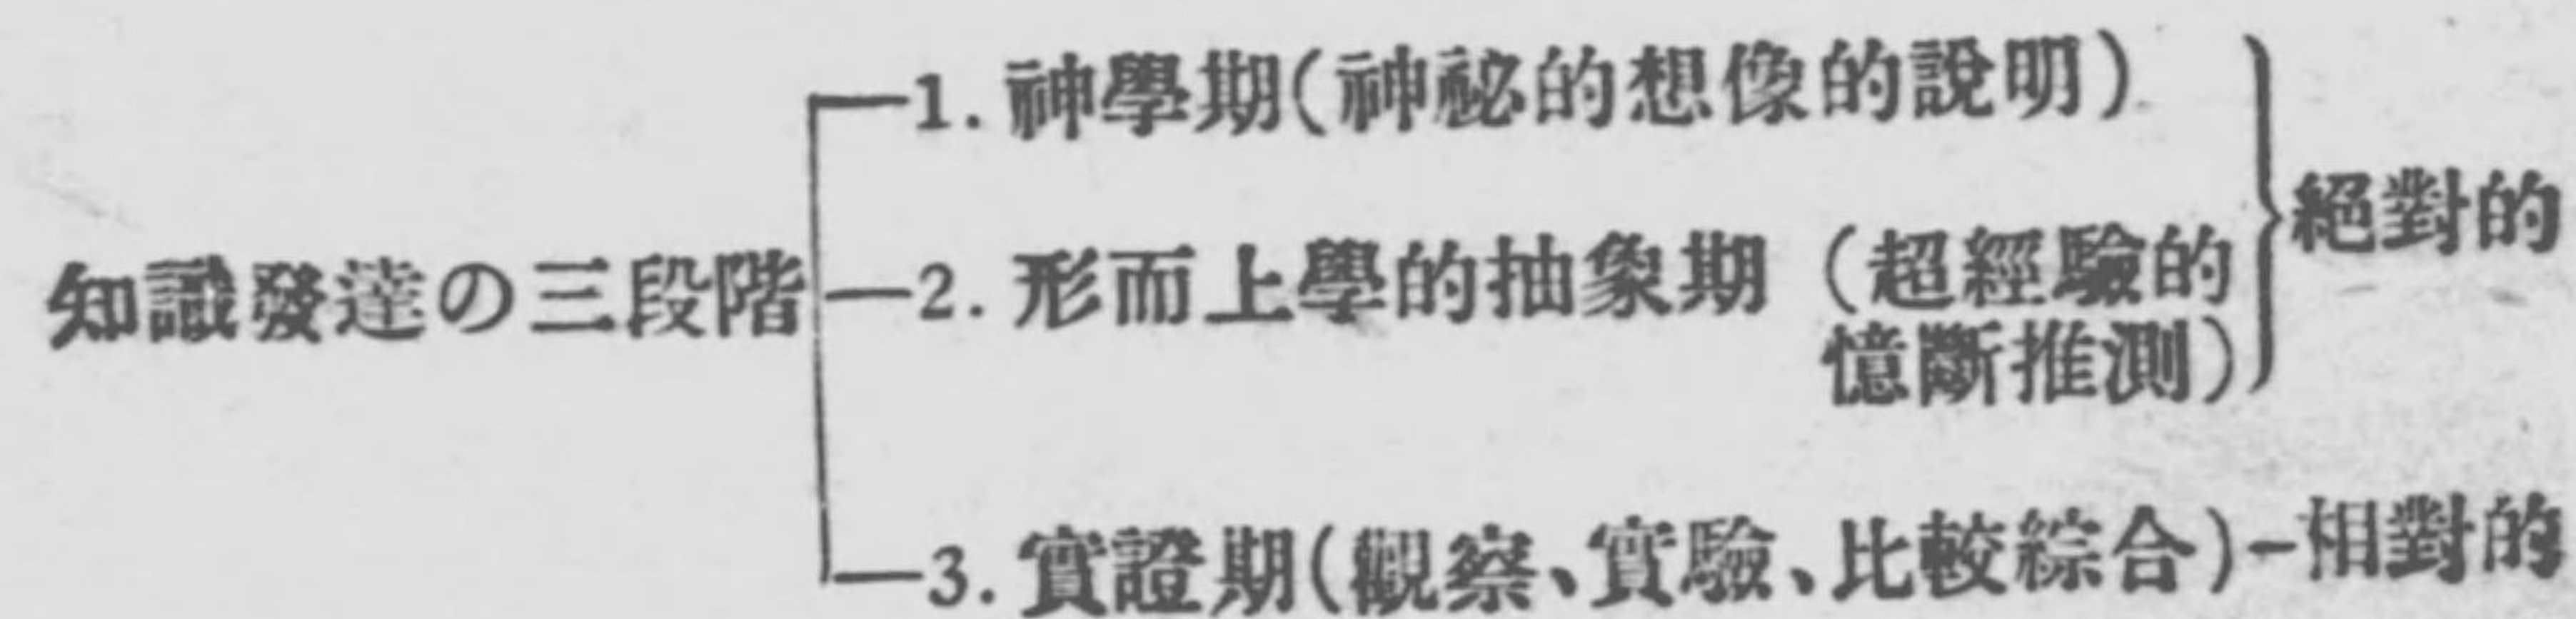 知識發達の三段階
1. 神學期(神祕的想像的說明)
2. 形而上學的抽象期 (超經驗的
憶斷推測)
絕對的
3. 實證期(觀察、實驗、比較綜合)-相對的